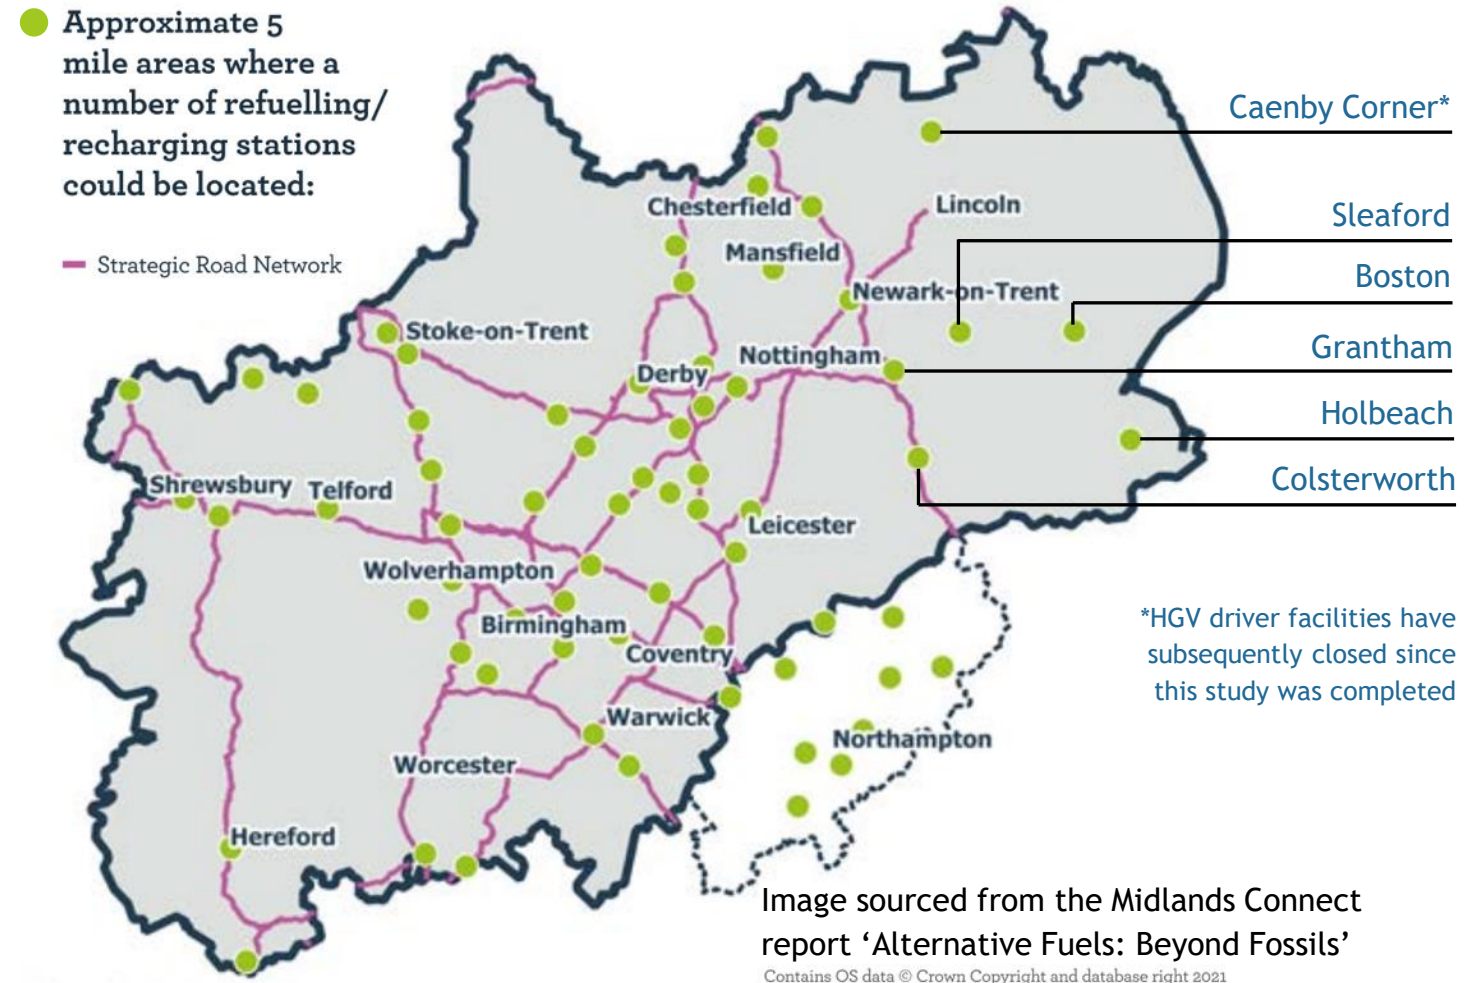 Approximate 5
mile areas where a
number of refuelling/
recharging stations
could be located:
Strategic Road Network
Caenby Corner*
Sleaford
Boston
Grantham
Holbeach
Colsterworth
Chesterfield
Lincoln
Mansfield
Newark-on-Trent
Stoke-on-Trent
Nottingham
Derby
Shrewsbury
Telford
Leicester
Wolverhampton
Birmingham
Coventry
Warwick
Northampton
Worcester
Hereford
*HGV driver facilities have
subsequently closed since
this study was completed
Image sourced from the Midlands Connect
report ‘Alternative Fuels: Beyond Fossils’
Contains OS data © Crown Copyright and database right 2021